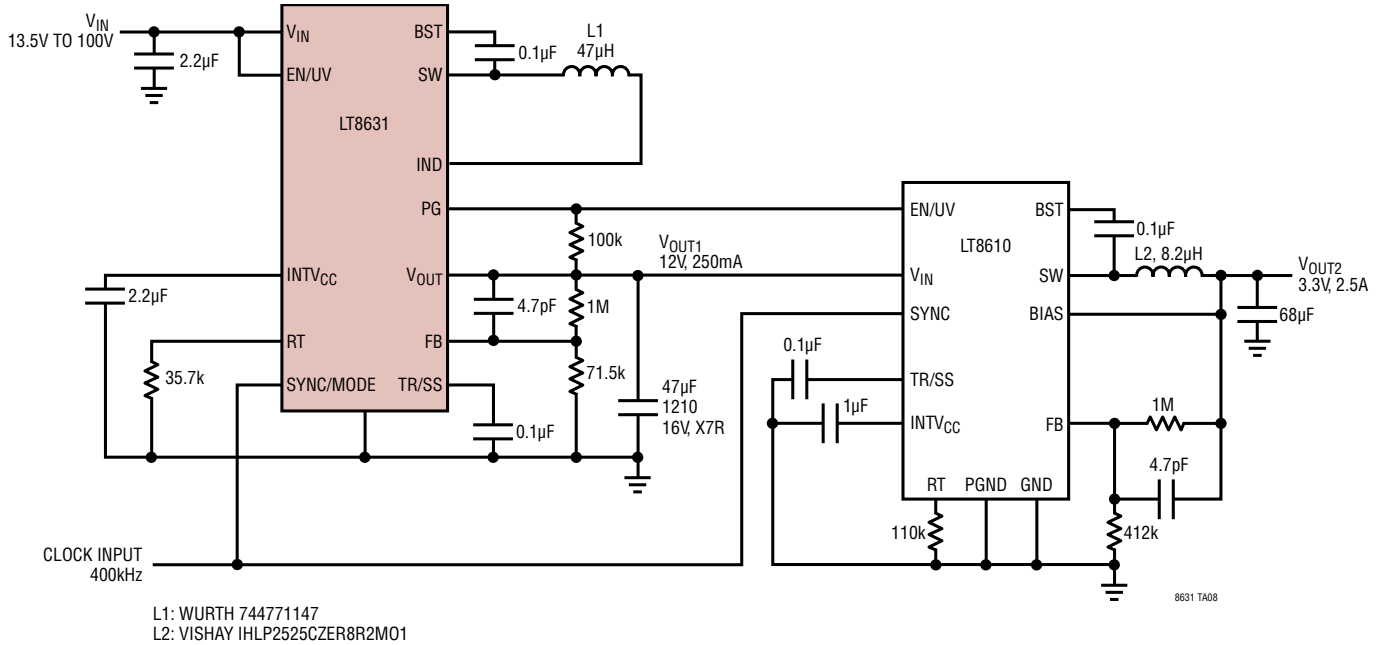 VIN
13.5V TO 100V
2.2µF
VIN
EN/UV
LT8631
BST
SW
IND
PG
VOUT
FB
TR/SS
INTVCC
RT
SYNC/MODE
0.1µF
L1
47µH
2.2µF
35.7k
100k
4.7pF
1M
71.5k
0.1µF
VOUT1
12V, 250mA
47µF
1210
16V, X7R
CLOCK INPUT
400kHz
EN/UV
VIN
SYNC
TR/SS
INTVCC
LT8610
BST
SW
BIAS
FB
RT
PGND
GND
0.1µF
1µF
110k
0.1µF
L2, 8.2µH
VOUT2
3.3V, 2.5A
68µF
1M
4.7pF
412k
8631 TA08
L1: WURTH 744771147
L2: VISHAY IHLP2525CZER8R2MO1